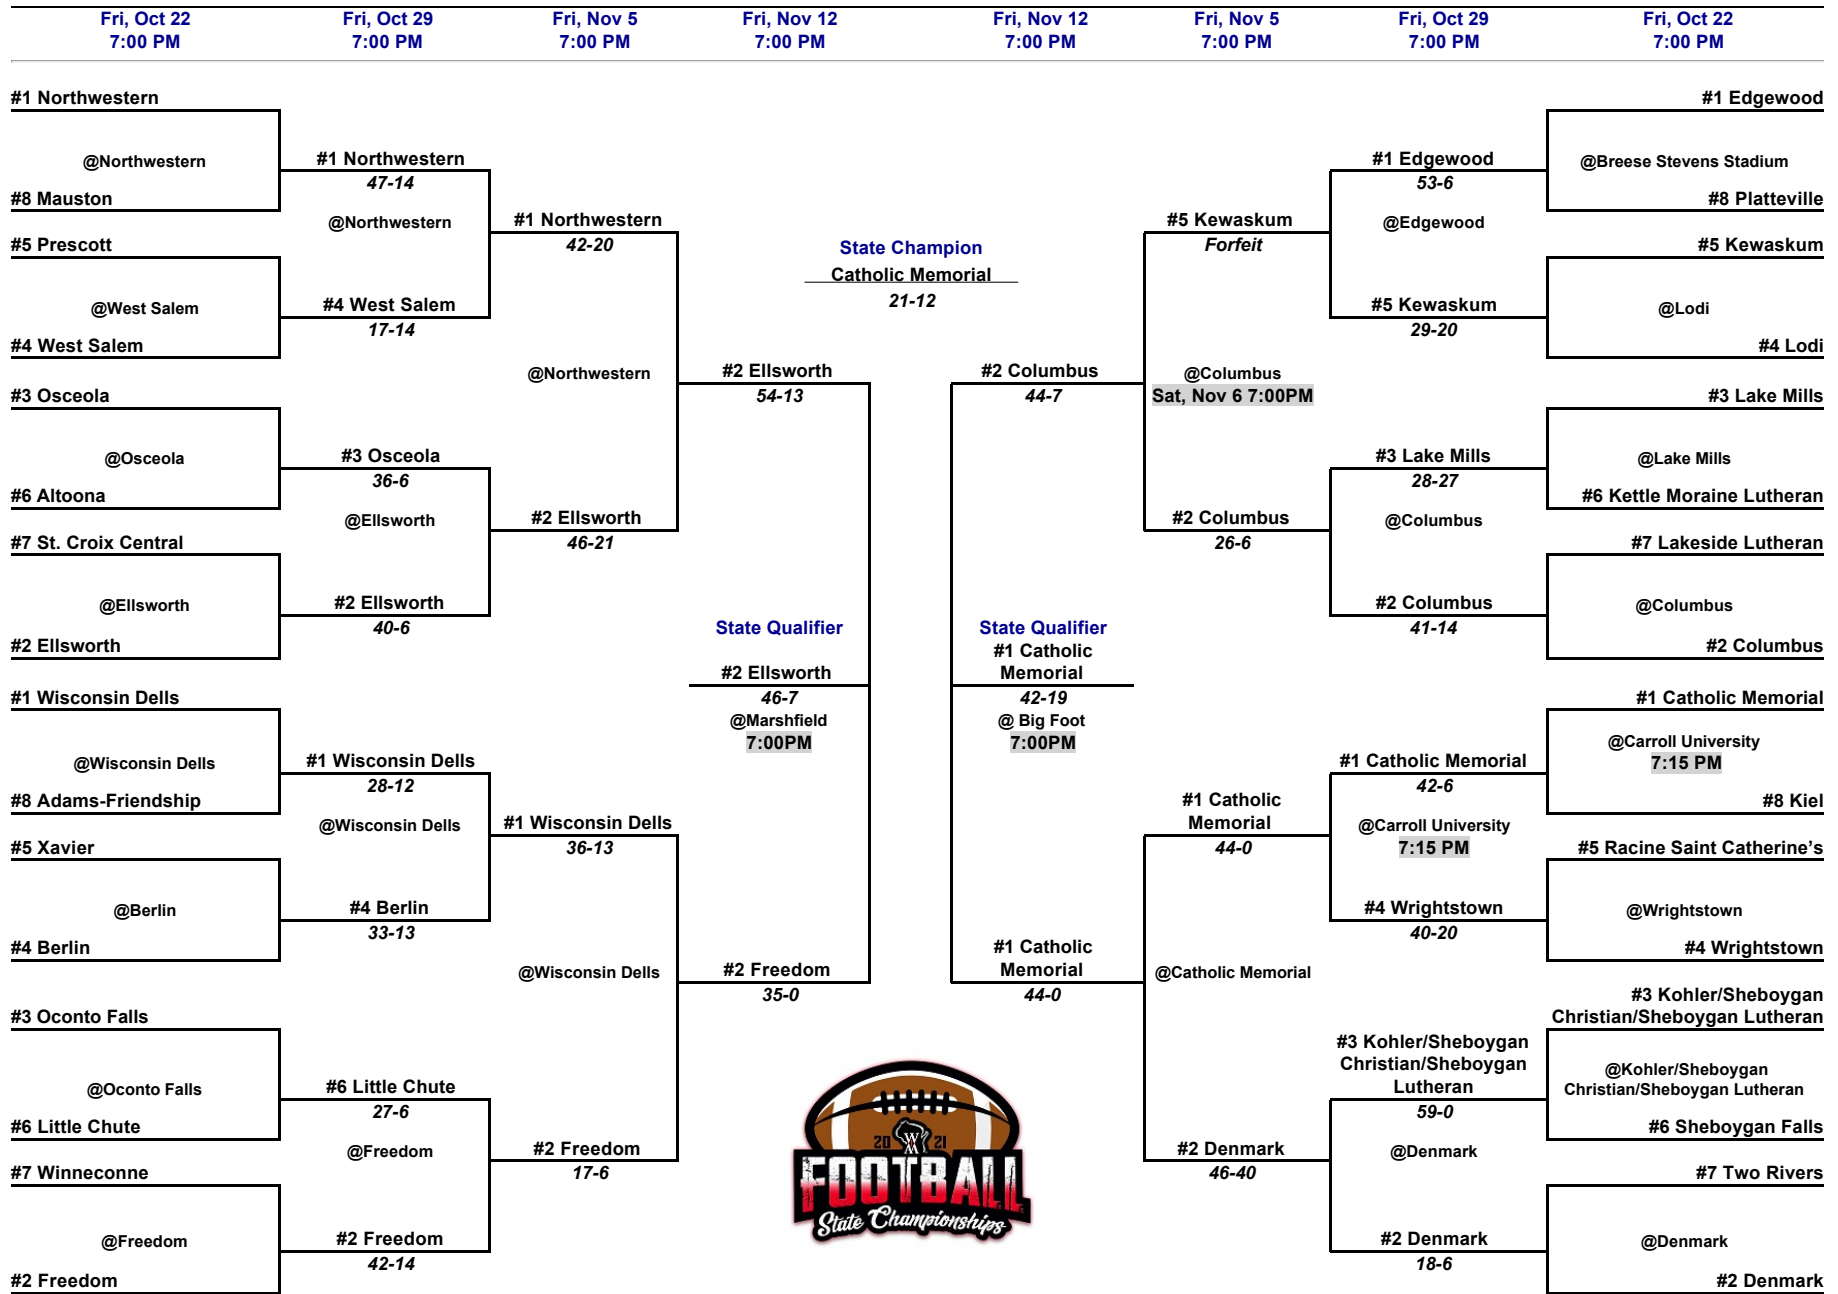 Fri, Oct 22
7:00 PM
Fri, Oct 29
7:00 PM
Fri, Nov 5
7:00 PM
Fri, Nov 12
7:00 PM
Fri, Nov 12
7:00 PM
Fri, Nov 5
7:00 PM
Fri, Oct 29
7:00 PM
Fri, Oct 22
7:00 PM
#1 Northwestern
@Northwestern
#8 Mauston
#5 Prescott
@West Salem
#4 West Salem
#3 Osceola
@Osceola
#6 Altoona
#7 St. Croix Central
@Ellsworth
#2 Ellsworth
#1 Wisconsin Dells
@Wisconsin Dells
#8 Adams-Friendship
#5 Xavier
@Berlin
#4 Berlin
#3 Oconto Falls
@Oconto Falls
#6 Little Chute
#7 Winneconne
@Freedom
#2 Freedom
#1 Northwestern
47-14
@Northwestern
#4 West Salem
17-14
#3 Osceola
36-6
@Ellsworth
#2 Ellsworth
40-6
#1 Wisconsin Dells
28-12
@Wisconsin Dells
#4 Berlin
33-13
#6 Little Chute
27-6
@Freedom
#2 Freedom
42-14
#1 Northwestern
42-20
@Northwestern
#2 Ellsworth
46-21
#1 Wisconsin Dells
36-13
@Wisconsin Dells
#2 Freedom
17-6
#2 Ellsworth
54-13
State Qualifier
#2 Ellsworth
46-7
@Marshfield
7:00PM
#2 Freedom
35-0
State Champion
Catholic Memorial
21-12
20 W 21
FOOTBALL
State Championships
#2 Columbus
44-7
State Qualifier
#1 Catholic
Memorial
42-19
@ Big Foot
7:00PM
#1 Catholic
Memorial
44-0
#5 Kewaskum
Forfeit
@Columbus
Sat, Nov 6 7:00PM
#2 Columbus
26-6
#1 Catholic
Memorial
44-0
@Catholic Memorial
#2 Denmark
46-40
#1 Edgewood
53-6
@Edgewood
#5 Kewaskum
29-20
#3 Lake Mills
28-27
@Columbus
#2 Columbus
41-14
#1 Catholic Memorial
42-6
@Carroll University
7:15 PM
#4 Wrightstown
40-20
#3 Kohler/Sheboygan
Christian/Sheboygan
Lutheran
59-0
@Denmark
#2 Denmark
18-6
#1 Edgewood
@Breese Stevens Stadium
#8 Platteville
#5 Kewaskum
@Lodi
#4 Lodi
#3 Lake Mills
@Lake Mills
#6 Kettle Moraine Lutheran
#7 Lakeside Lutheran
@Columbus
#2 Columbus
#1 Catholic Memorial
@Carroll University
7:15 PM
#8 Kiel
#5 Racine Saint Catherine’s
@Wrightstown
#4 Wrightstown
#3 Kohler/Sheboygan
Christian/Sheboygan Lutheran
@Kohler/Sheboygan
Christian/Sheboygan Lutheran
#6 Sheboygan Falls
#7 Two Rivers
@Denmark
#2 Denmark